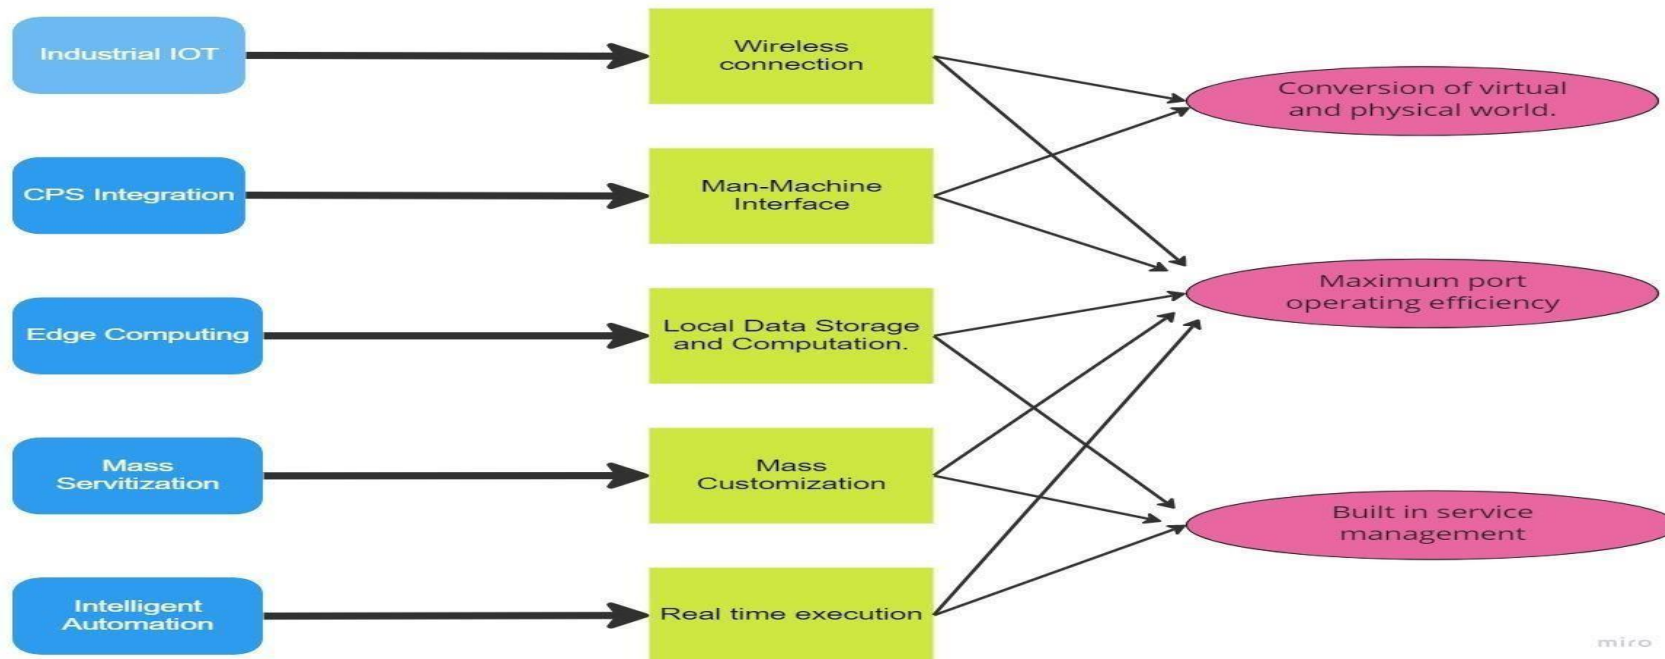 Industrial IOT
Wireless
connection
Conversion of virtual
and physical world.
CPS Integration
Man-Machine
Interface
Maximum port
operating efficiency
Edge Computing
Local Data Storage
and Computation.
Mass
Servitization
Mass
Customization
Built in service
management
Intelligent
Automation
Real time execution
miro